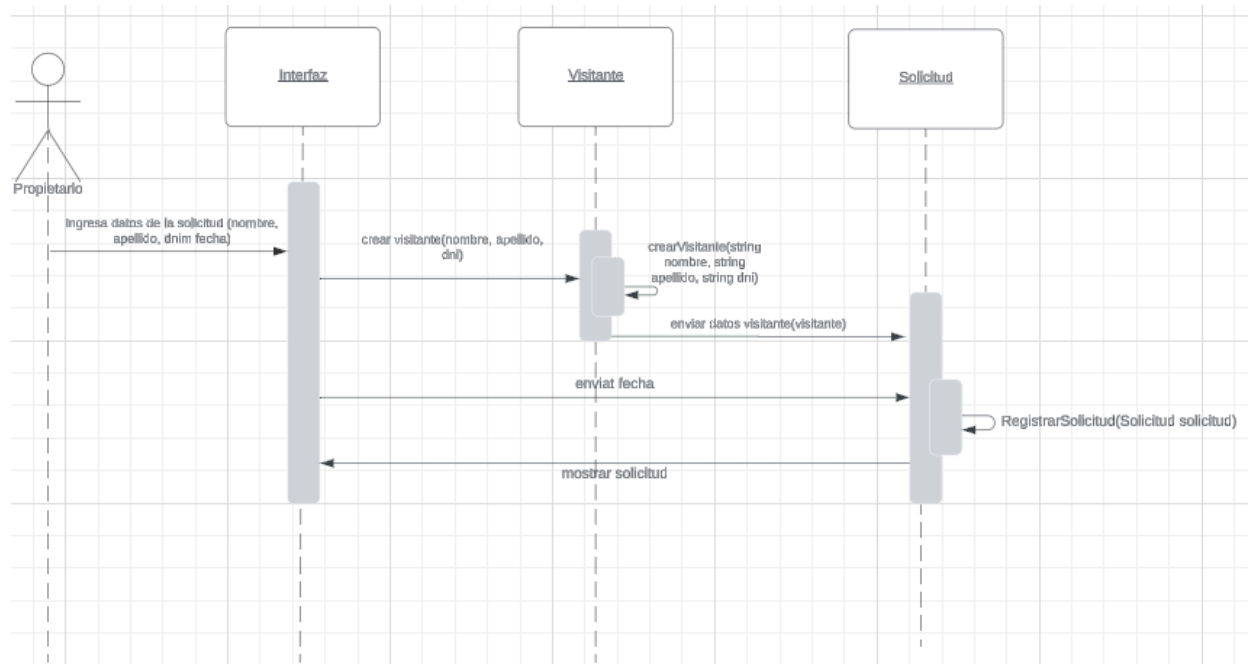 Interfaz
Visitante
Solicitud
Propietario
Ingresa datos de la solicitud (nombre,
apellido, dnim fecha)
crear visitante(nombre, apellido,
dni)
crearVisitante(string
nombre, string
apellido, string dni)
enviar datos visitante(visitante)
enviat fecha
RegistrarSolicitud(Solicitud solicitud)
mostrar solicitud